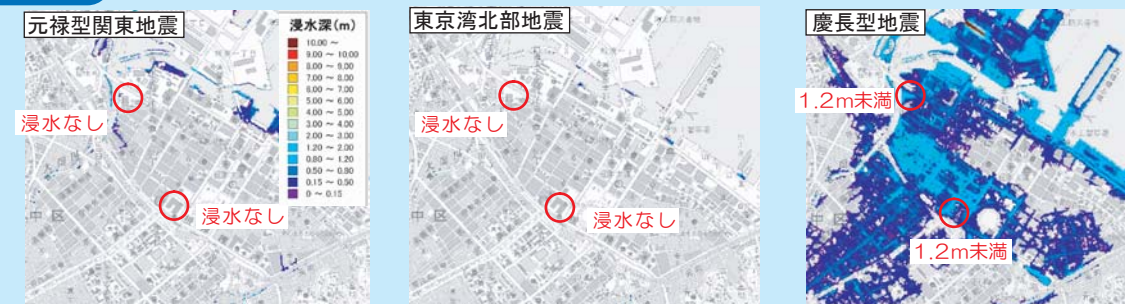 元禄型関東地震
浸水深(m)
10.00 ～
9.00 ～ 10.00
8.00 ～ 9.00
7.00 ～ 8.00
6.00 ～ 7.00
5.00 ～ 6.00
4.00 ～ 5.00
3.00 ～ 4.00
2.00 ～ 3.00
1.20 ～ 2.00
0.80 ～ 1.20
0.50 ～ 0.80
0.15 ～ 0.50
0 ～ 0.15
浸水なし
浸水なし
中区
東京湾北部地震
浸水なし
浸水なし
中区
慶長型地震
1.2m未満
1.2m未満